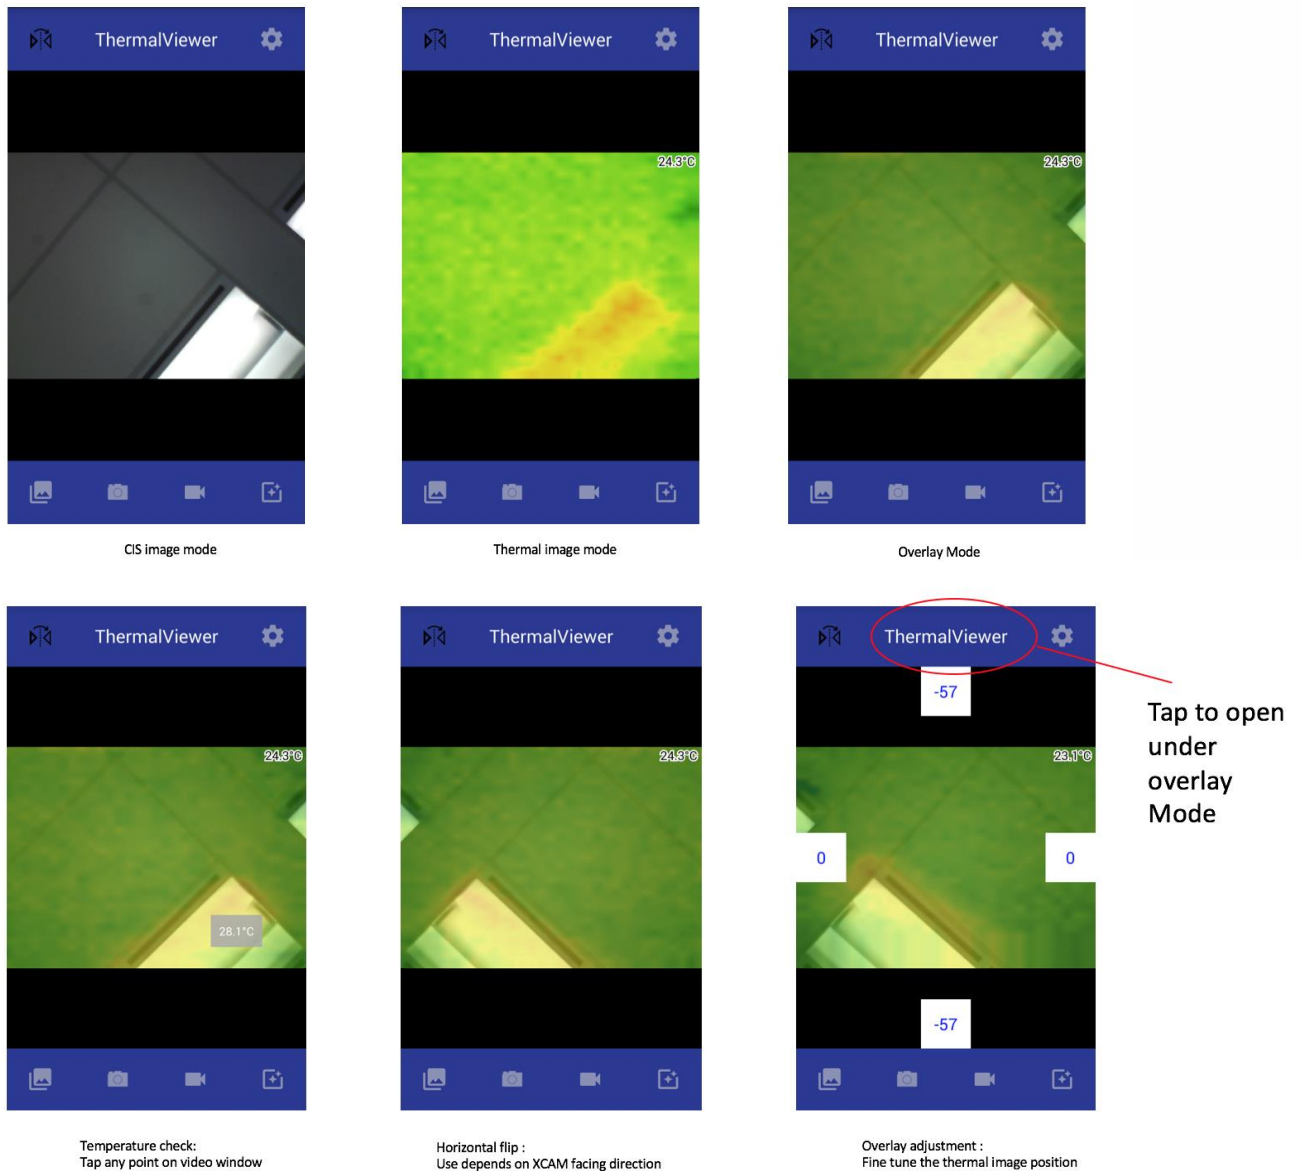 ThermalViewer
ThermalViewer
ThermalViewer
24.3°C
24.3°C
CIS image mode
Thermal image mode
Overlay Mode
ThermalViewer
ThermalViewer
ThermalViewer
-57
Tap to open
under
overlay
Mode
24.3°C
24.3°C
23.1°C
0
0
28.1°C
-57
Temperature check:
Tap any point on video window
Horizontal flip :
Use depends on XCAM facing direction
Overlay adjustment :
Fine tune the thermal image position